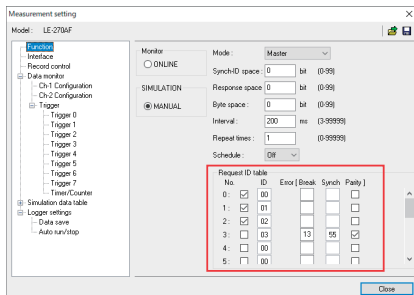 Measurement setting
Model : LE-270AF
Function
Interface
Record control
Data monitor
Ch-1 Configuration
Ch-2 Configuration
Trigger
Trigger 0
Trigger 1
Trigger 2
Trigger 3
Trigger 4
Trigger 5
Trigger 6
Trigger 7
Timer/Counter
Simulation data table
Logger settings
Data save
Auto run/stop
Monitor
ONLINE
SIMULATION
MANUAL
Mode : Master
Synch-ID space : 0 bit (0-99)
Response space 0 bit (0-99)
Byte space : 0 bit (0-99)
Interval : 200 ms (3-99999)
Repeat times : 1 (0-99999)
Schedule : Off
Request ID table
No. ID Error [ Break Synch Parity ]
0 : 00
1 : 01
2 : 02
3 : 03 13 55
4 : 00
5 : 00
Close